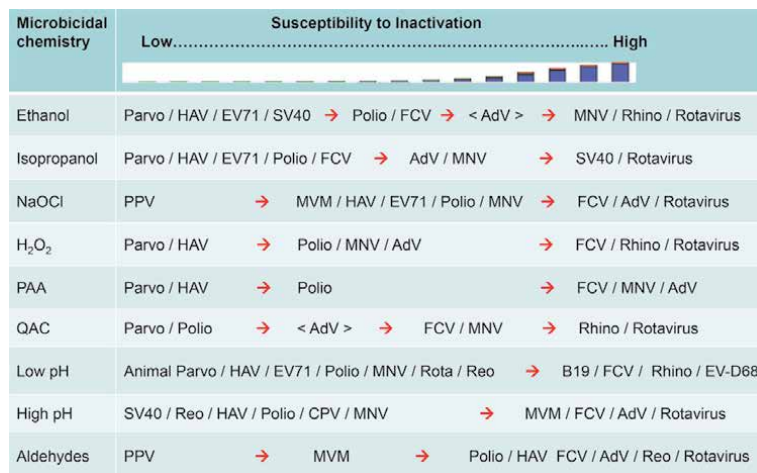 Microbicidal chemistry Susceptibility to Inactivation
Low……………………………………..…………………….…….. High
Ethanol Parvo / HAV / EV71 / SV40 → Polio / FCV → < AdV > → MNV / Rhino / Rotavirus
Isopropanol Parvo / HAV / EV71 / Polio / FCV → AdV / MNV → SV40 / Rotavirus
NaOCl PPV → MVM / HAV / EV71 / Polio / MNV → FCV / AdV / Rotavirus
H₂O₂ Parvo / HAV → Polio / MNV / AdV → FCV / Rhino / Rotavirus
PAA Parvo / HAV → Polio → FCV / MNV / AdV
QAC Parvo / Polio → < AdV > → FCV / MNV → Rhino / Rotavirus
Low pH Animal Parvo / HAV / EV71 / Polio / MNV / Rota / Reo → B19 / FCV / Rhino / EV-D68
High pH SV40 / Reo / HAV / Polio / CPV / MNV → MVM / FCV / AdV / Rotavirus
Aldehydes PPV → MVM → Polio / HAV FCV / AdV / Reo / Rotavirus